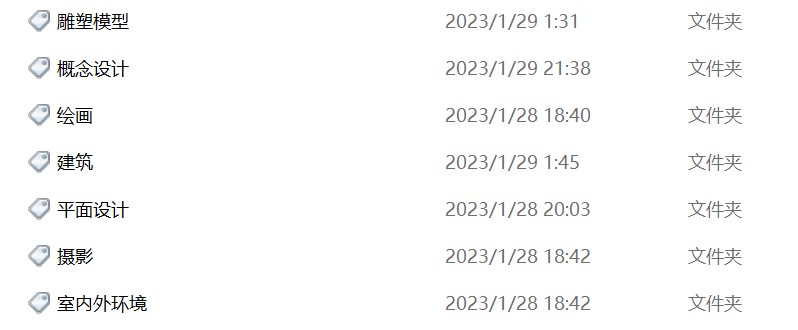 雕塑模型 2023/1/29 1:31 文件夹
概念设计 2023/1/29 21:38 文件夹
绘画 2023/1/28 18:40 文件夹
建筑 2023/1/29 1:45 文件夹
平面设计 2023/1/28 20:03 文件夹
摄影 2023/1/28 18:42 文件夹
室内外环境 2023/1/28 18:42 文件夹